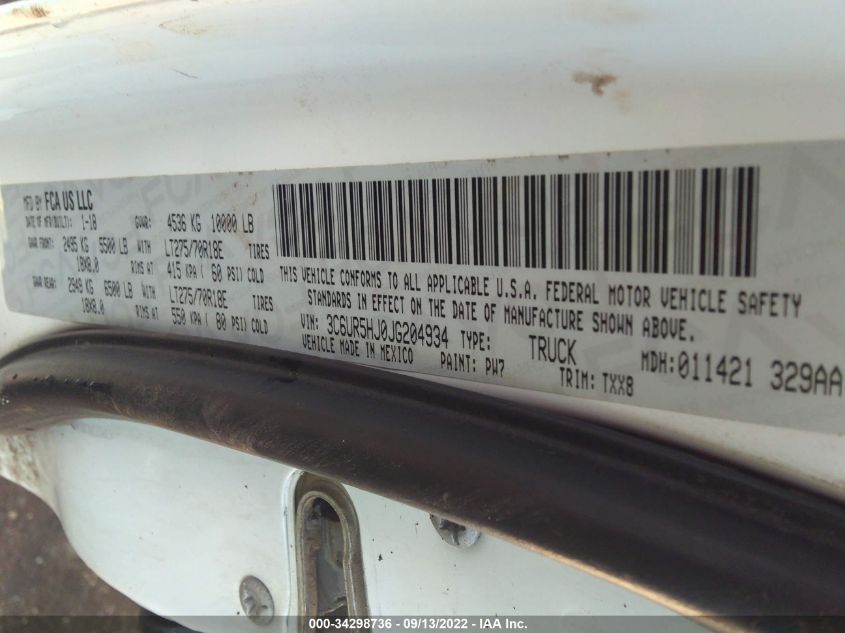 MFD BY FCA US LLC
DATE OF MFR(BUILT): 1-18 GVWR: 4536 KG 10000 LB
GAWR FRONT: 2495 KG 5500 LB WITH LT275/70R18E TIRES
18X8.0 RIMS AT 415 KPA ( 60 PSI) COLD
GAWR REAR: 2949 KG 6500 LB WITH LT275/70R18E TIRES
18X8.0 RIMS AT 550 KPA ( 80 PSI) COLD
THIS VEHICLE CONFORMS TO ALL APPLICABLE U.S.A. FEDERAL MOTOR VEHICLE SAFETY
STANDARDS IN EFFECT ON THE DATE OF MANUFACTURE SHOWN ABOVE.
VIN: 3C6UR5HJ0JG204934 TYPE: TRUCK MDH:011421 329AA
VEHICLE MADE IN MEXICO PAINT: PW7 TRIM: TXX8
000-34298736 - 09/13/2022 - IAA Inc.